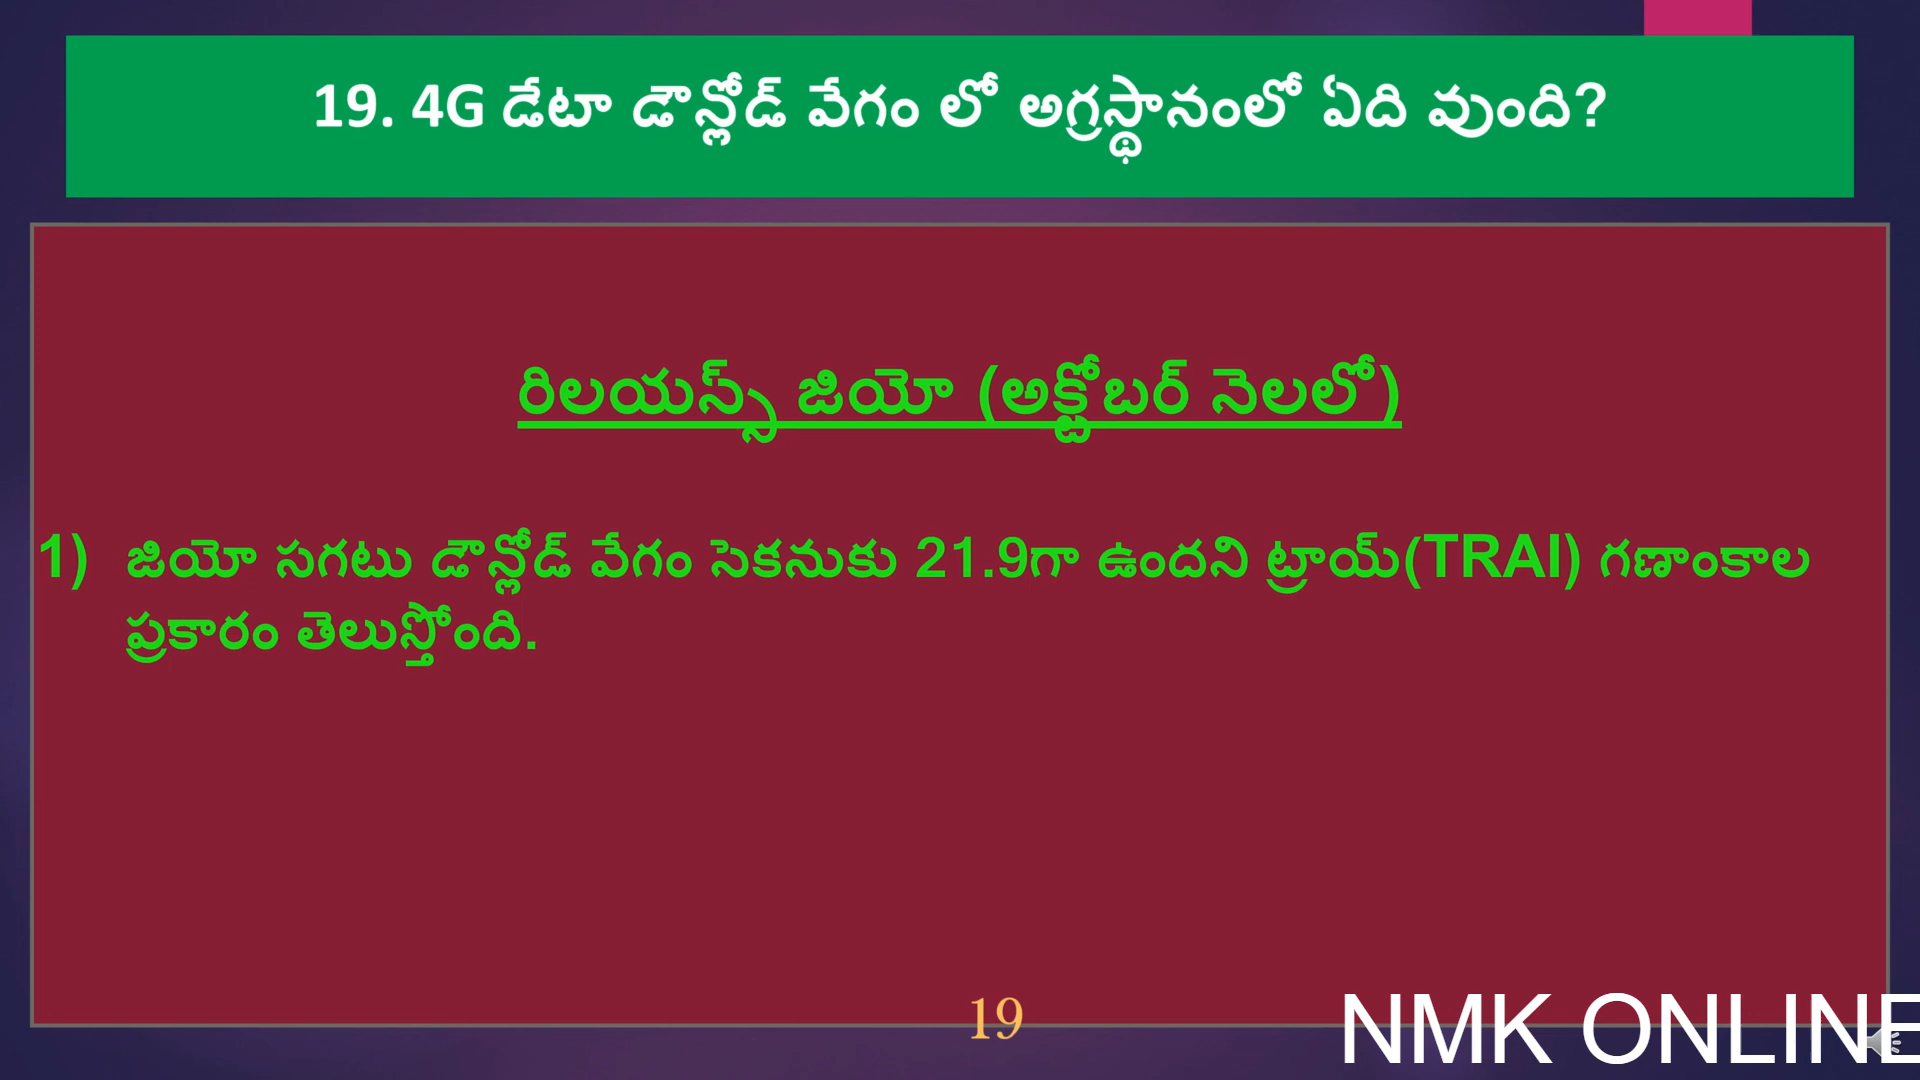 19. 4G డేటా డౌన్లోడ్ వేగం లో అగ్రస్థానంలో ఏది వుంది?
రిలయన్స్ జియో (అక్టోబర్ నెలలో)
1) జియో సగటు డౌన్లోడ్ వేగం సెకనుకు 21.9గా ఉందని ట్రాయ్(TRAI) గణాంకాల
ప్రకారం తెలుస్తోంది.
19
NMK ONLINE